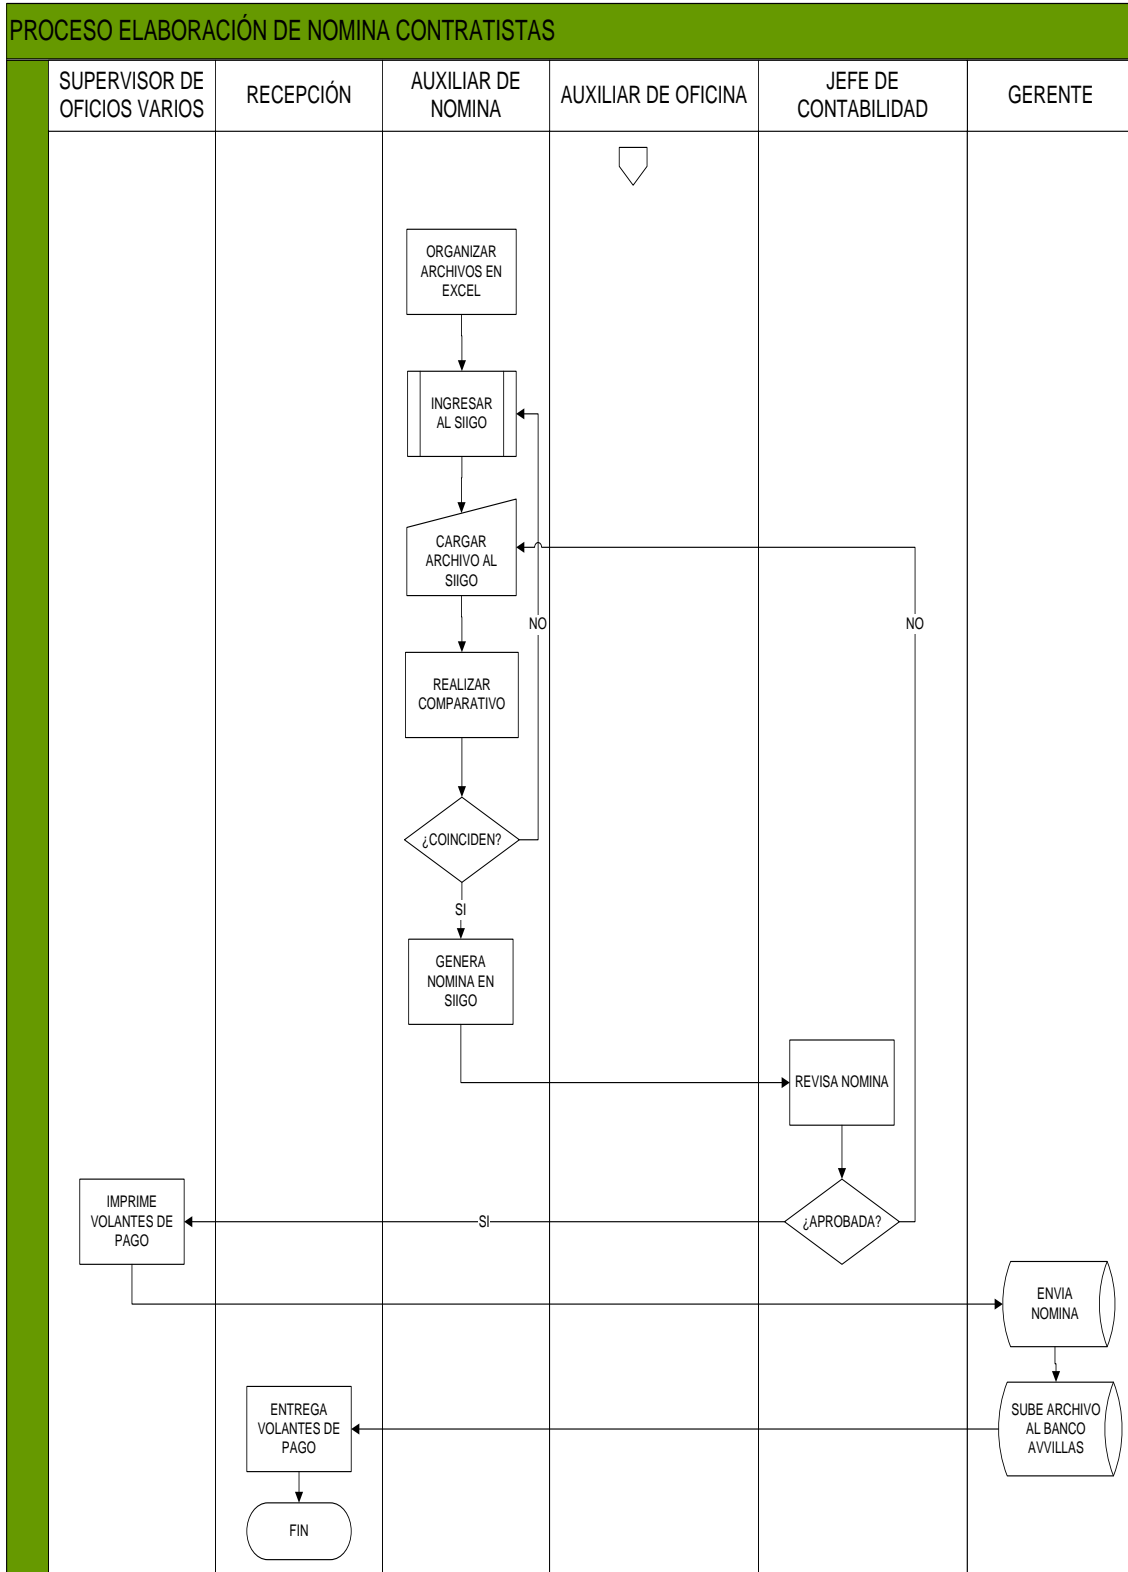 PROCESO ELABORACIÓN DE NOMINA CONTRATISTAS
SUPERVISOR DE
OFICIOS VARIOS
RECEPCIÓN
AUXILIAR DE
NOMINA
AUXILIAR DE OFICINA
JEFE DE
CONTABILIDAD
GERENTE
ORGANIZAR
ARCHIVOS EN
EXCEL
INGRESAR
AL SIIGO
CARGAR
ARCHIVO AL
SIIGO
NO
NO
REALIZAR
COMPARATIVO
¿COINCIDEN?
SI
GENERA
NOMINA EN
SIIGO
REVISA NOMINA
¿APROBADA?
SI
IMPRIME
VOLANTES DE
PAGO
ENVIA
NOMINA
SUBE ARCHIVO
AL BANCO
AVVILLAS
ENTREGA
VOLANTES DE
PAGO
FIN